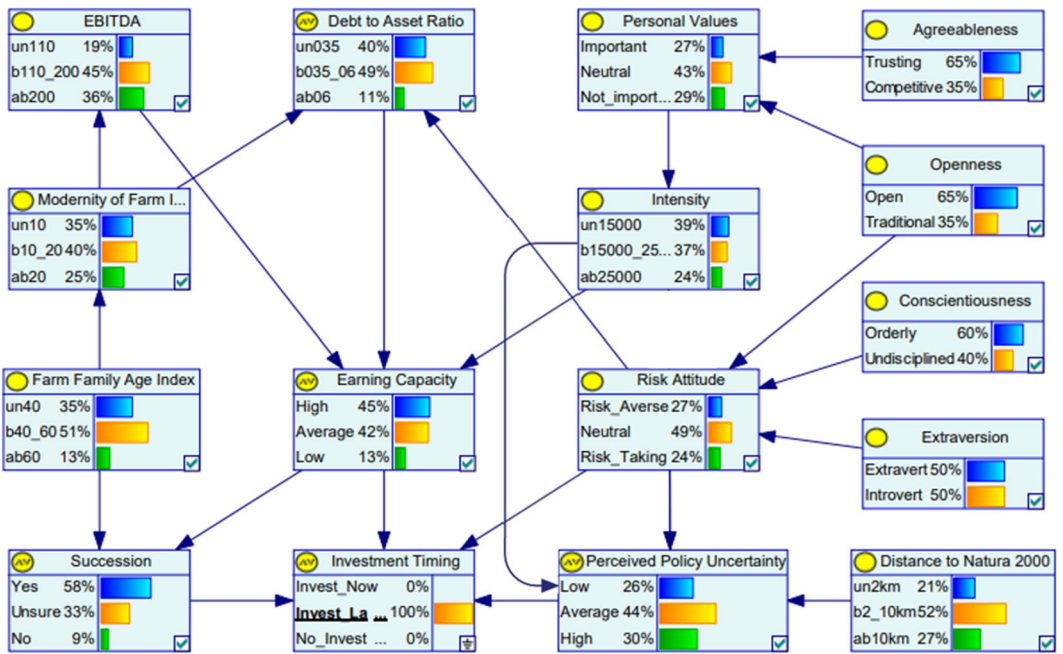 EBITDA
un110 19%
b110_200 45%
ab200 36%
Debt to Asset Ratio
un035 40%
b035_06 49%
ab06 11%
Personal Values
Important 27%
Neutral 43%
Not_import... 29%
Agreeableness
Trusting 65%
Competitive 35%
Modernity of Farm I...
un10 35%
b10_20 40%
ab20 25%
Intensity
un15000 39%
b15000_25... 37%
ab25000 24%
Openness
Open 65%
Traditional 35%
Conscientiousness
Orderly 60%
Undisciplined 40%
Farm Family Age Index
un40 35%
b40_60 51%
ab60 13%
Earning Capacity
High 45%
Average 42%
Low 13%
Risk Attitude
Risk_Averse 27%
Neutral 49%
Risk_Taking 24%
Extraversion
Extravert 50%
Introvert 50%
Succession
Yes 58%
Unsure 33%
No 9%
Investment Timing
Invest_Now 0%
Invest_La ... 100%
No_Invest ... 0%
Perceived Policy Uncertainty
Low 26%
Average 44%
High 30%
Distance to Natura 2000
un2km 21%
b2_10km 52%
ab10km 27%